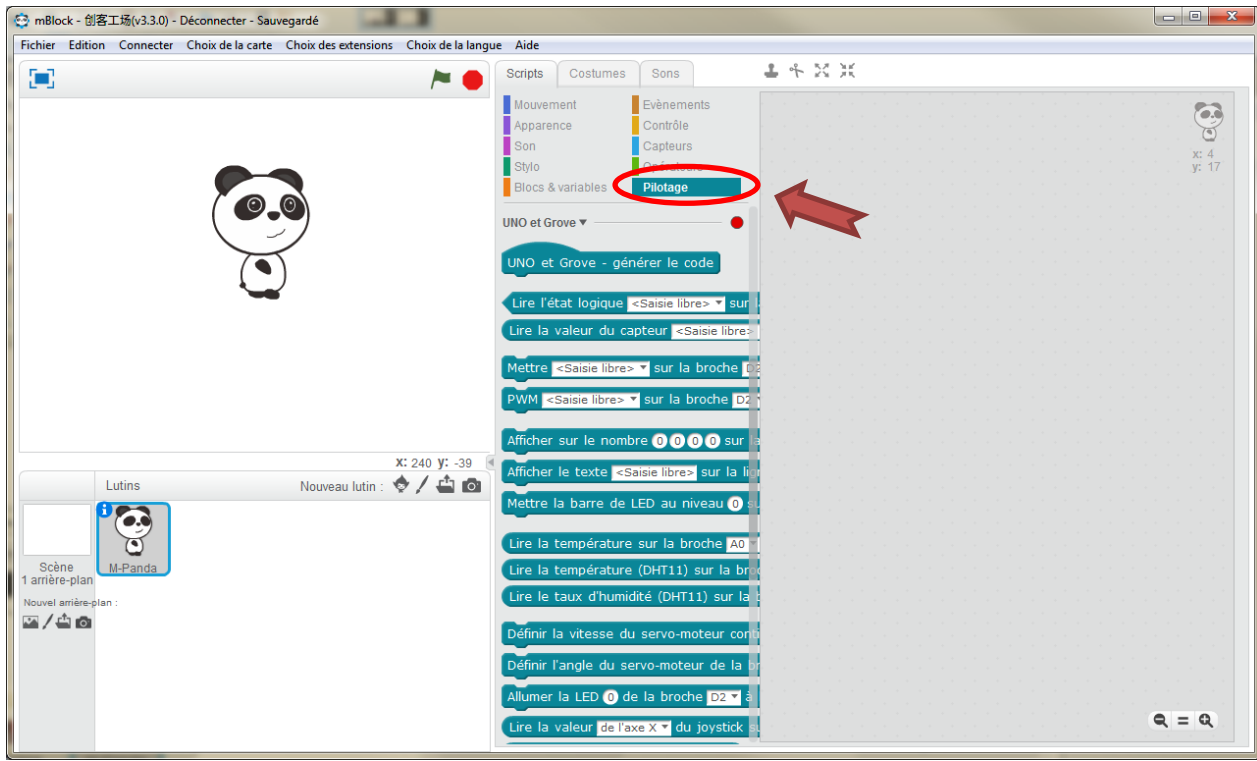 mBlock - 创客工场(v3.3.0) - Déconnecter - Sauvegardé
Fichier Edition Connecter Choix de la carte Choix des extensions Choix de la langue Aide
Scripts Costumes Sons
Mouvement Evènements
Apparence Contrôle
Son Capteurs
Stylo Opérateurs
Blocs & variables Pilotage
x: 4
y: 17
UNO et Grove
UNO et Grove - générer le code
Lire l'état logique <Saisie libre> sur
Lire la valeur du capteur <Saisie libre>
Mettre <Saisie libre> sur la broche D2
PWM <Saisie libre> sur la broche D2
Afficher sur le nombre 0 0 0 0 sur la
Afficher le texte <Saisie libre> sur la
Mettre la barre de LED au niveau 0
Lire la température sur la broche A0
Lire la température (DHT11) sur la
Lire le taux d'humidité (DHT11) sur la
Définir la vitesse du servo-moteur
Définir l'angle du servo-moteur de la
Allumer la LED 0 de la broche D2 à
Lire la valeur de l'axe X du joystick
X: 240 y: -39
Lutins Nouveau lutin :
M-Panda
Scène
1 arrière-plan
Nouvel arrière-plan :